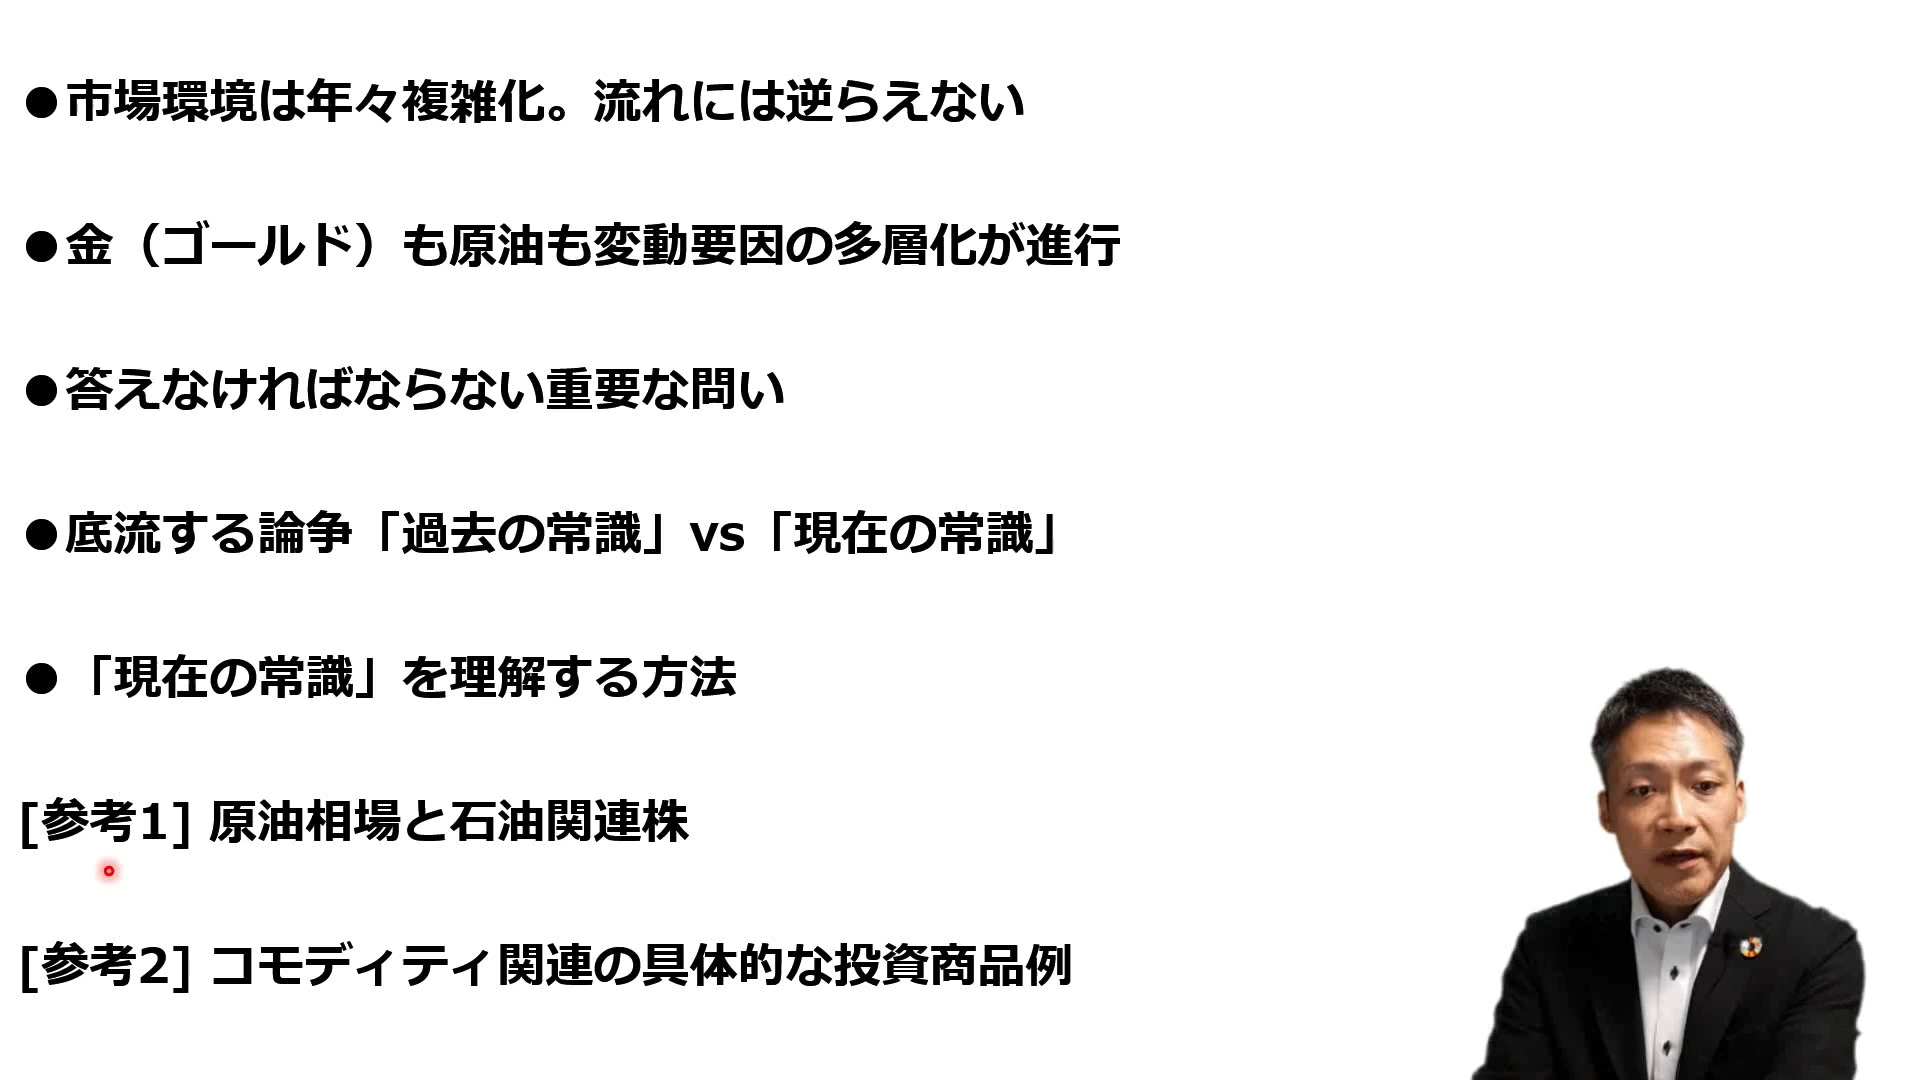 ●市場環境は年々複雑化。流れには逆らえない
●金（ゴールド）も原油も変動要因の多層化が進行
●答えなければならない重要な問い
●底流する論争「過去の常識」vs「現在の常識」
●「現在の常識」を理解する方法
[参考1] 原油相場と石油関連株
[参考2] コモディティ関連の具体的な投資商品例